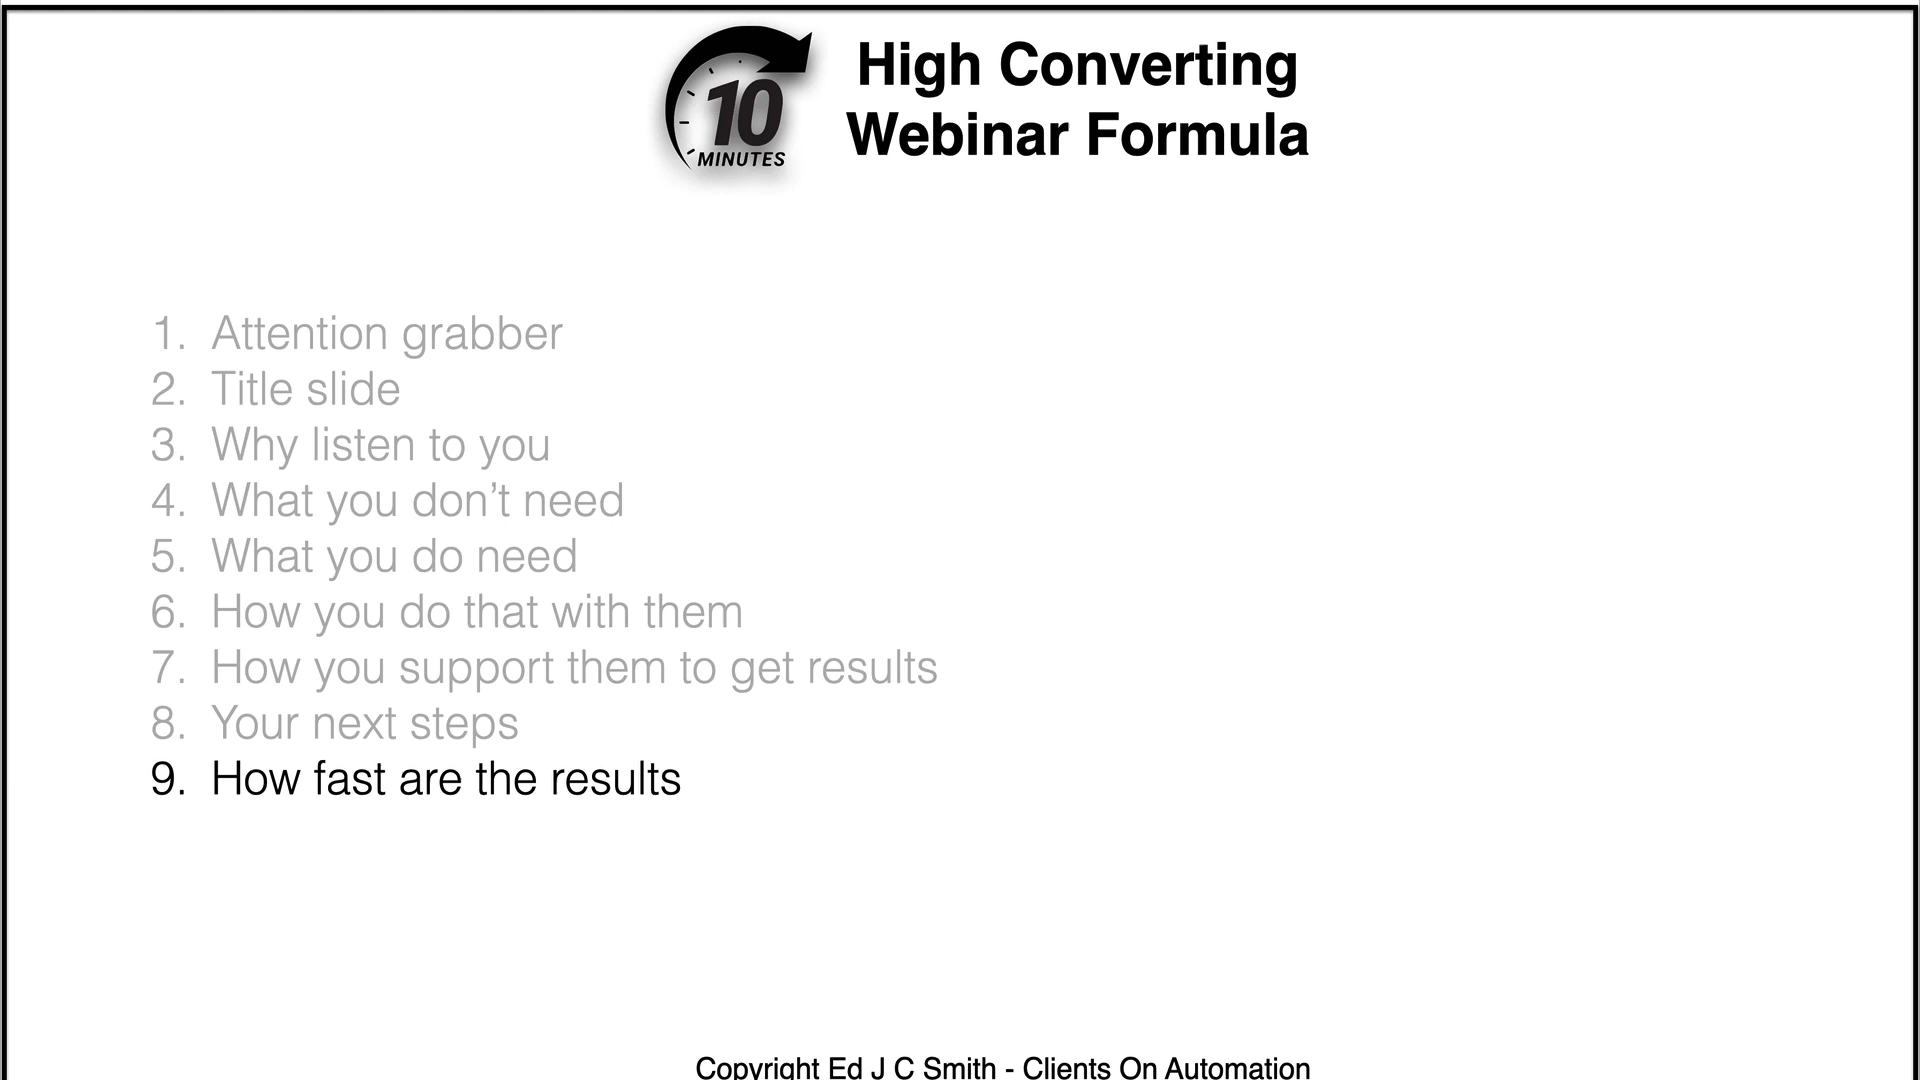 10
MINUTES
High Converting
Webinar Formula
1. Attention grabber
2. Title slide
3. Why listen to you
4. What you don’t need
5. What you do need
6. How you do that with them
7. How you support them to get results
8. Your next steps
9. How fast are the results
Copyright Ed J C Smith - Clients On Automation